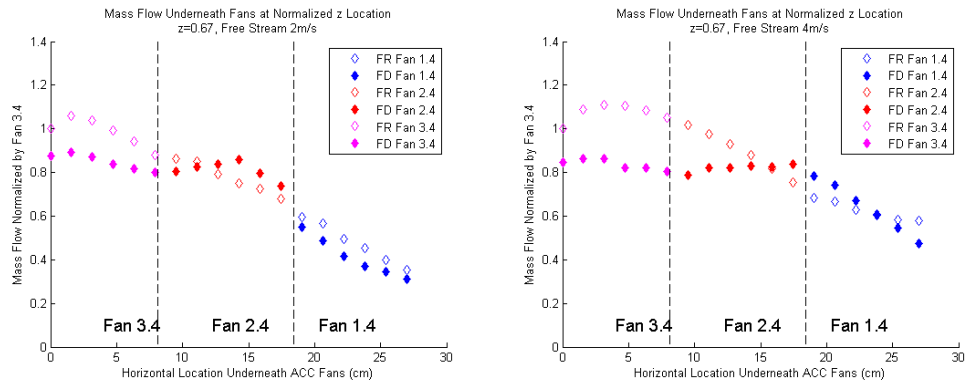 Mass Flow Underneath Fans at Normalized z Location
z=0.67, Free Stream 2m/s
Mass Flow Normalized by Fan 3.4
1.4
1.2
1
0.8
0.6
0.4
0.2
0
FR Fan 1.4
FD Fan 1.4
FR Fan 2.4
FD Fan 2.4
FR Fan 3.4
FD Fan 3.4
Fan 3.4
Fan 2.4
Fan 1.4
0 5 10 15 20 25 30
Horizontal Location Underneath ACC Fans (cm)
Mass Flow Underneath Fans at Normalized z Location
z=0.67, Free Stream 4m/s
Mass Flow Normalized by Fan 3.4
1.4
1.2
1
0.8
0.6
0.4
0.2
0
FR Fan 1.4
FD Fan 1.4
FR Fan 2.4
FD Fan 2.4
FR Fan 3.4
FD Fan 3.4
Fan 3.4
Fan 2.4
Fan 1.4
0 5 10 15 20 25 30
Horizontal Location Underneath ACC Fans (cm)